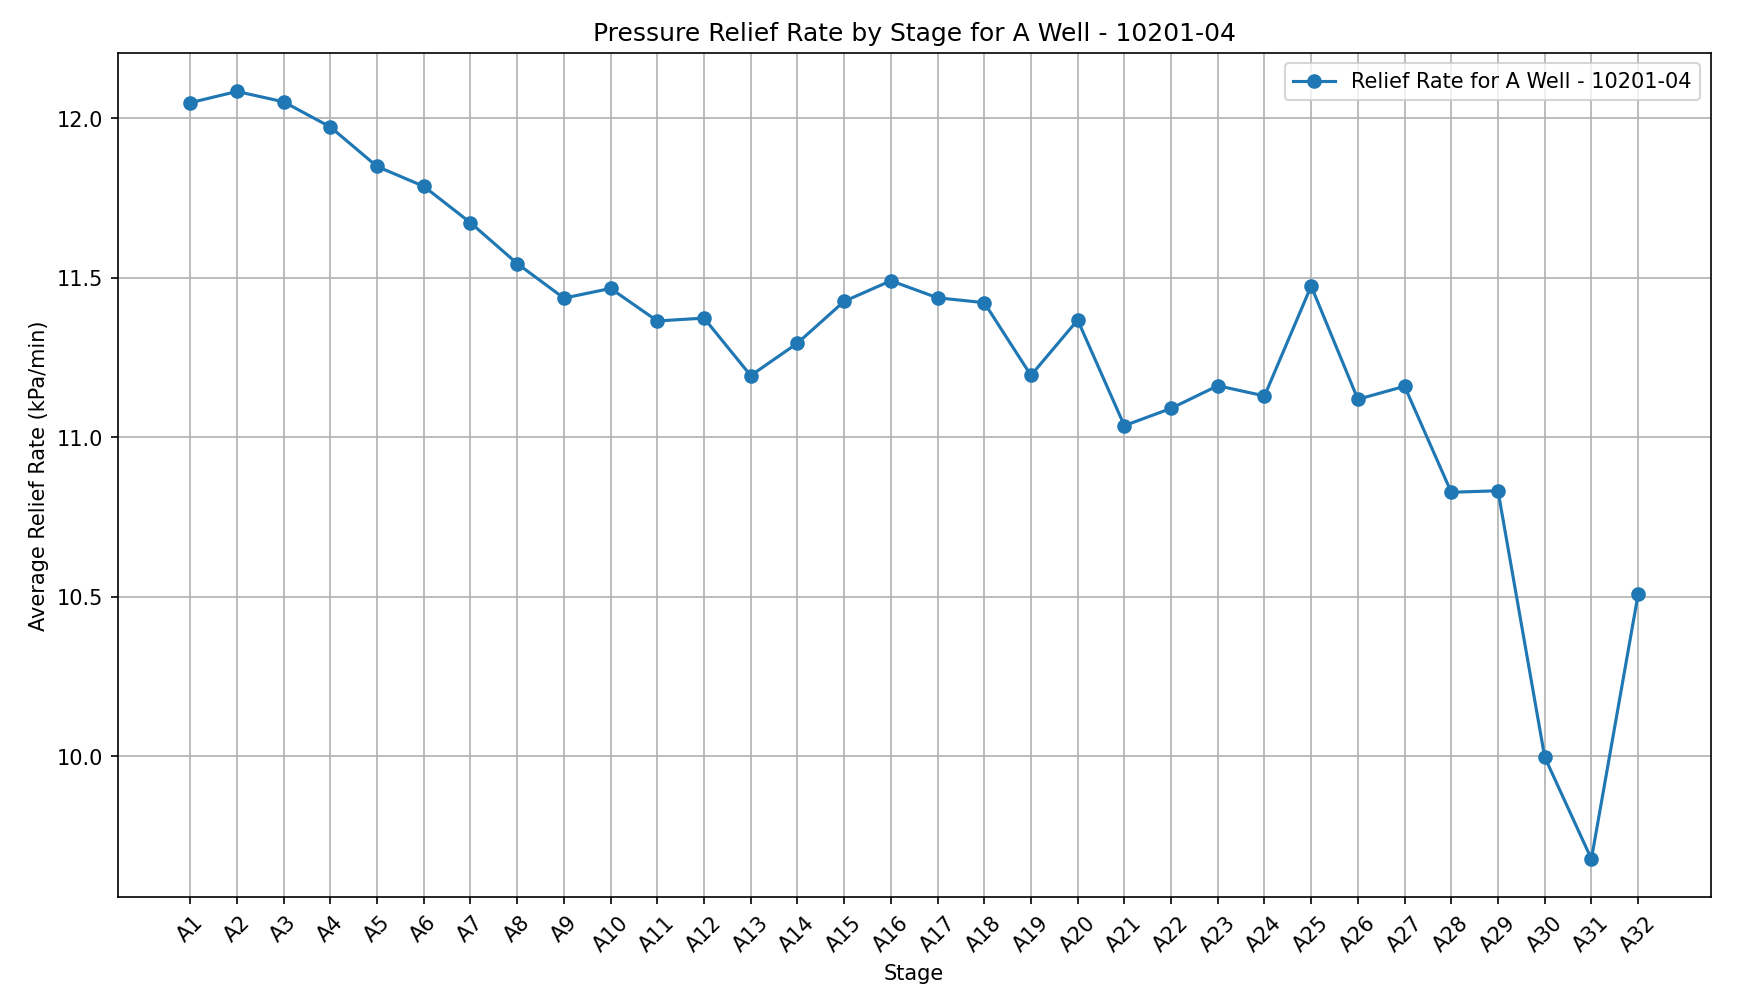 Pressure Relief Rate by Stage for A Well - 10201-04
Relief Rate for A Well - 10201-04
Average Relief Rate (kPa/min)
12.0
11.5
11.0
10.5
10.0
A1 A2 A3 A4 A5 A6 A7 A8 A9 A10 A11 A12 A13 A14 A15 A16 A17 A18 A19 A20 A21 A22 A23 A24 A25 A26 A27 A28 A29 A30 A31 A32
Stage